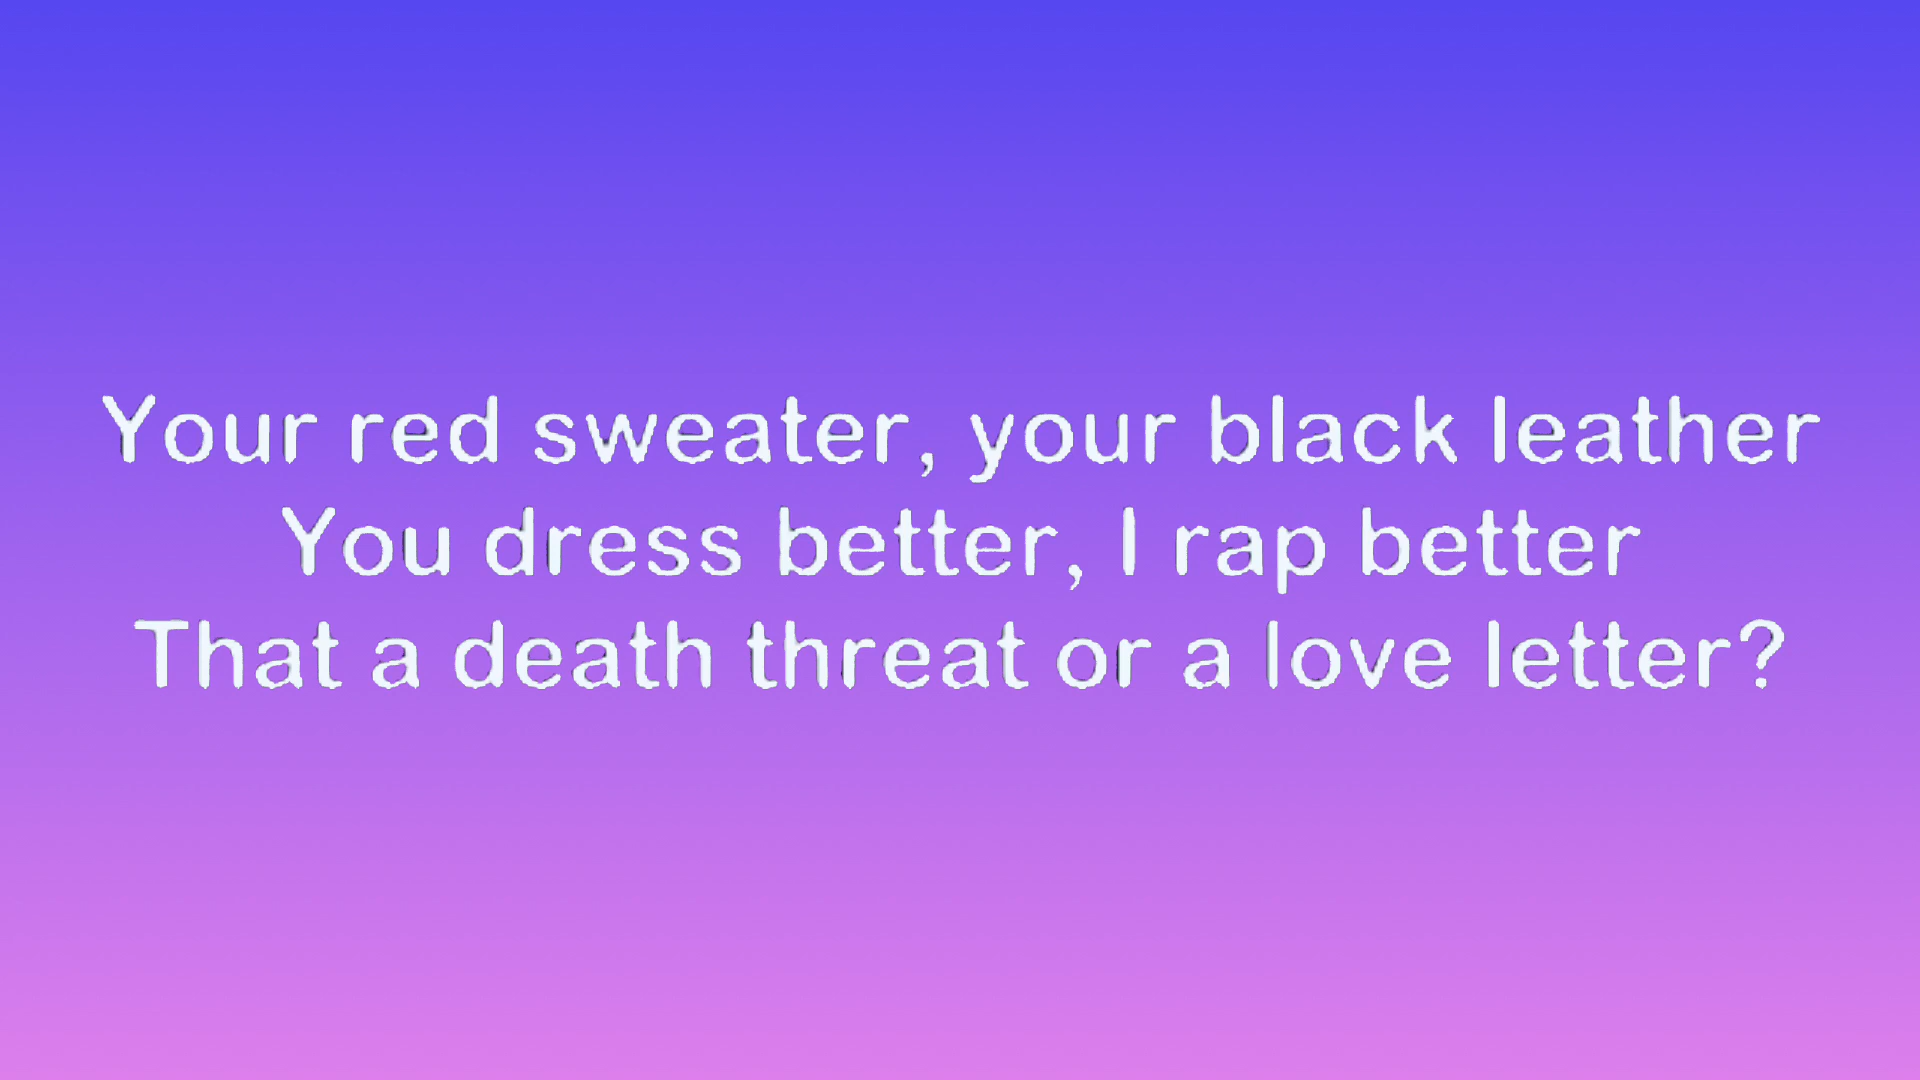 Your red sweater, your black leather
You dress better, I rap better
That a death threat or a love letter?